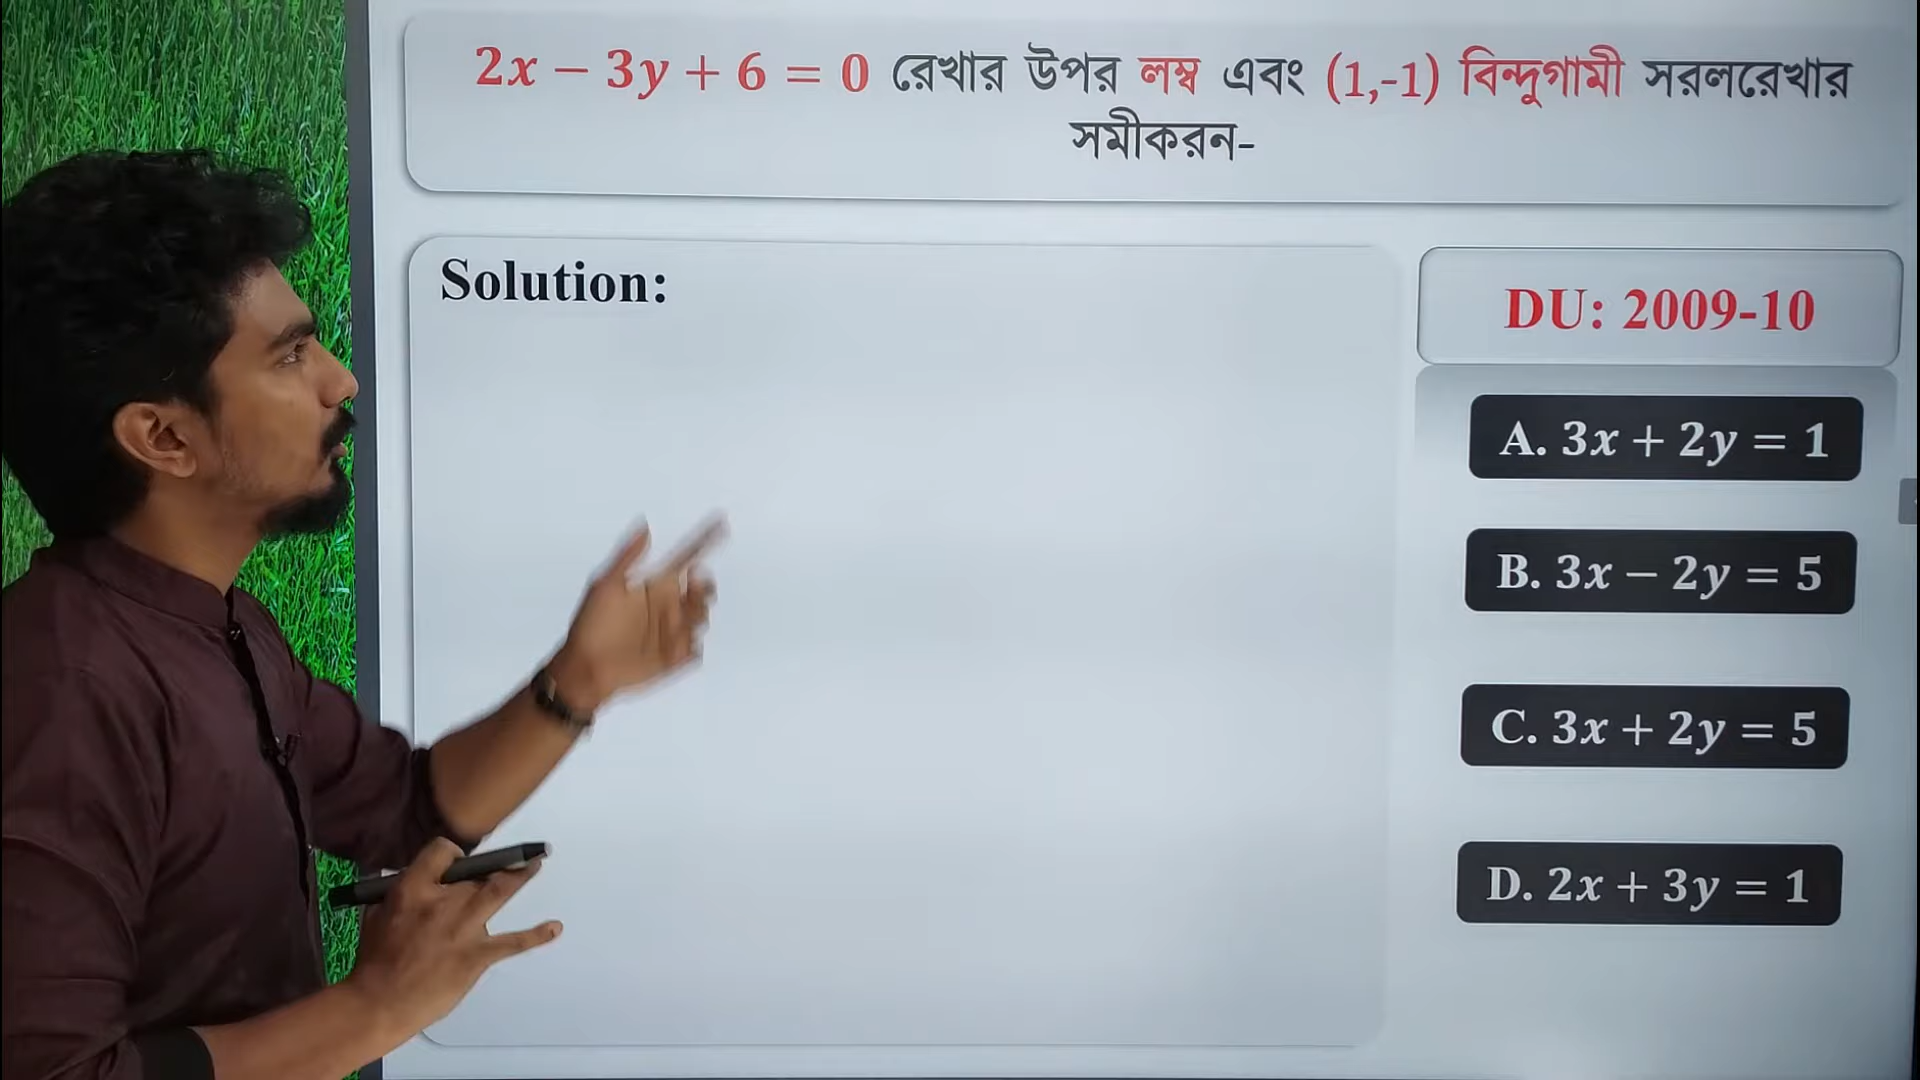 2x − 3y + 6 = 0 রেখার উপর লম্ব এবং (1,-1) বিন্দুগামী সরলরেখার
সমীকরন-
Solution:
DU: 2009-10
A. 3x + 2y = 1
B. 3x − 2y = 5
C. 3x + 2y = 5
D. 2x + 3y = 1